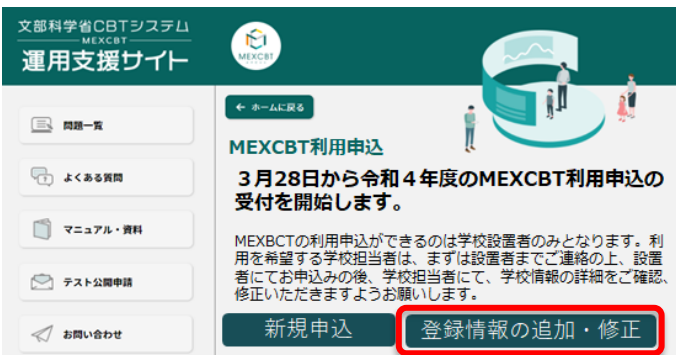 文部科学省CBTシステム
MEXCBT
運用支援サイト
MEXCBT
問題一覧
よくある質問
マニュアル・資料
テスト公開申請
お問い合わせ
← ホームに戻る
MEXCBT利用申込
3月28日から令和4年度のMEXCBT利用申込の
受付を開始します。
MEXBCTの利用申込ができるのは学校設置者のみとなります。利
用を希望する学校担当者は、まずは設置者までご連絡の上、設置
者にてお申込みの後、学校担当者にて、学校情報の詳細をご確認、
修正いただきますようお願いします。
新規申込
登録情報の追加・修正